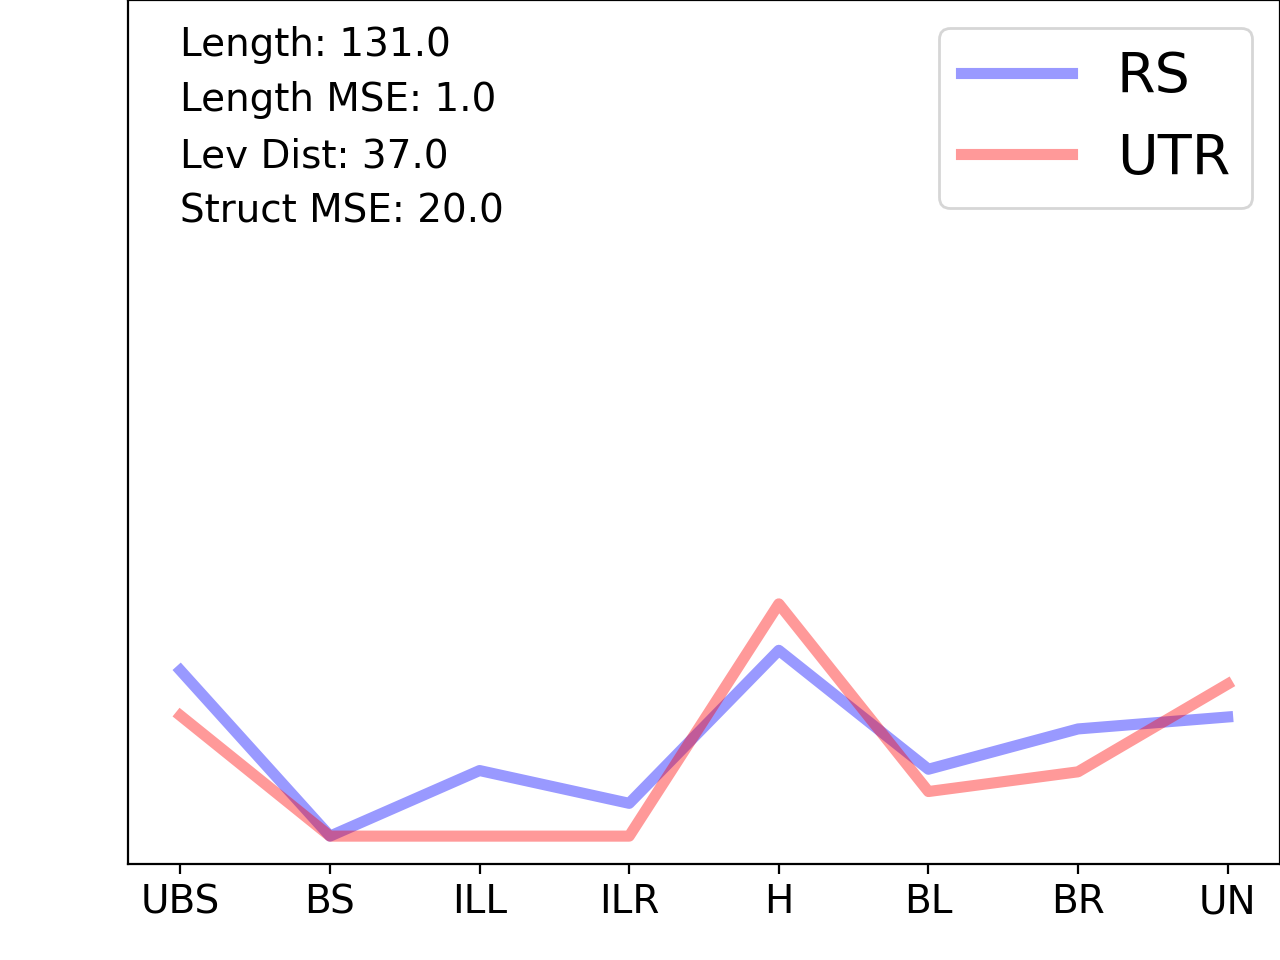 Length: 131.0
Length MSE: 1.0
Lev Dist: 37.0
Struct MSE: 20.0
RS
UTR
UBS BS ILL ILR H BL BR UN